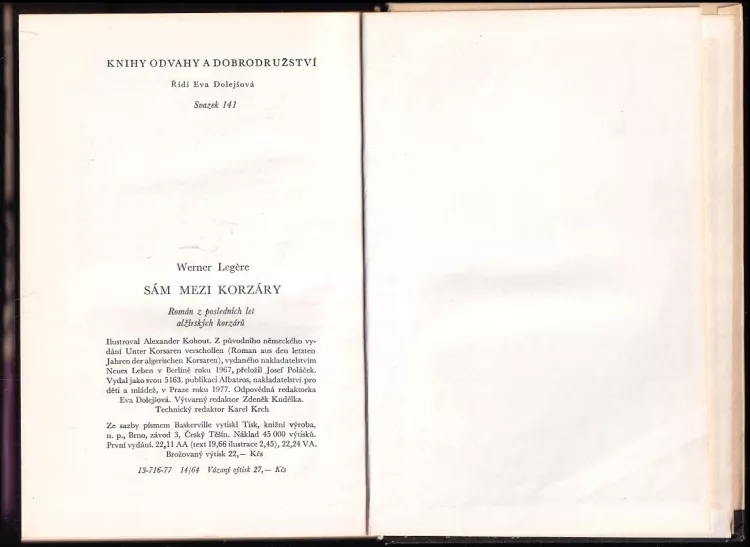 KNIHY ODVAHY A DOBRODRUŽSTVÍ
Řídí Eva Dolejšová
Svazek 141
Werner Legère
SÁM MEZI KORZÁRY
Román z posledních let
alžírských korzárů
Ilustroval Alexander Kohout. Z původního německého vy-
dání Unter Korsaren verschollen (Roman aus den letzten
Jahren der algerischen Korsaren), vydaného nakladatelstvím
Neues Leben v Berlíně roku 1967, přeložil Josef Poláček.
Vydal jako svou 5163. publikaci Albatros, nakladatelství pro
děti a mládež, v Praze roku 1977. Odpovědná redaktorka
Eva Dolejšová. Výtvarný redaktor Zdeněk Kudělka.
Technický redaktor Karel Krch
Ze sazby písmem Baskerville vytiskl Tisk, knižní výroba,
n. p., Brno, závod 3, Český Těšín. Náklad 45 000 výtisků.
První vydání. 22,11 AA (text 19,66 ilustrace 2,45), 22,24 VA.
Brožovaný výtisk 22,— Kčs
13-716-77 14/64 Vázaný výtisk 27,— Kčs